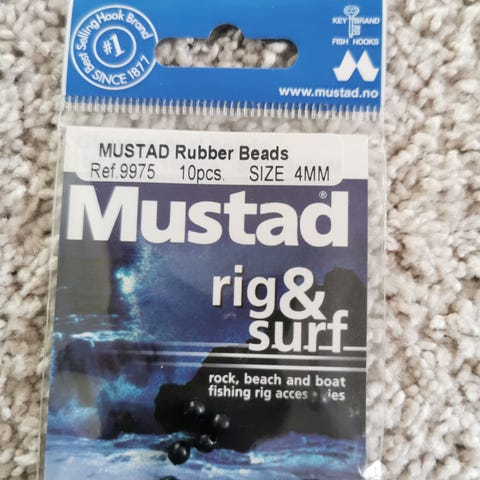 Best Selling Hook Brand
#1
SINCE 1877
KEY BRAND
FISH HOOKS
www.mustad.no
MUSTAD Rubber Beads
Ref.9975 10pcs. SIZE 4MM
Mustad®
rig&
surf
rock, beach and boat
fishing rig